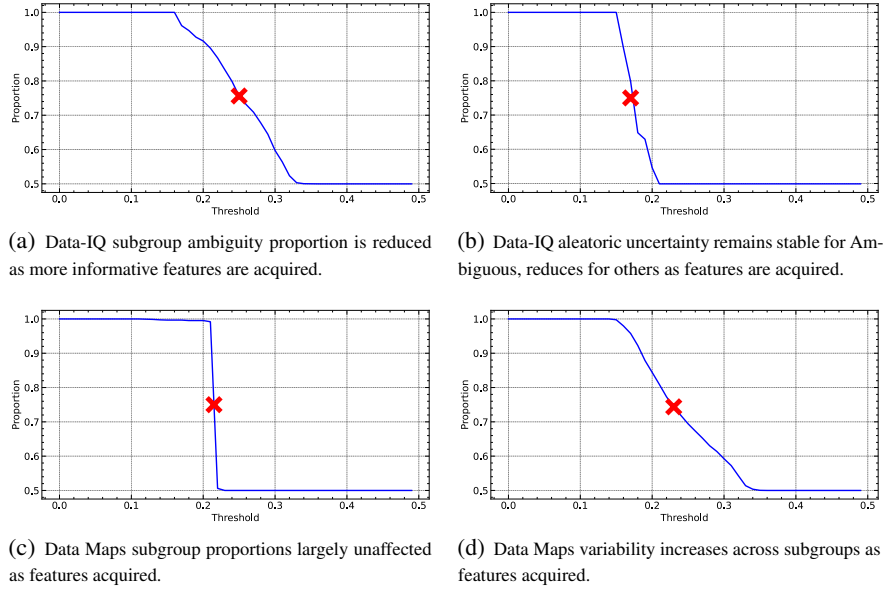 1.0
0.9
0.8
0.7
0.6
0.5
Proportion
0.0 0.1 0.2 0.3 0.4 0.5
Threshold
(a) Data-IQ subgroup ambiguity proportion is reduced
as more informative features are acquired.
1.0
0.9
0.8
0.7
0.6
0.5
Proportion
0.0 0.1 0.2 0.3 0.4 0.5
Threshold
(b) Data-IQ aleatoric uncertainty remains stable for Am-
biguous, reduces for others as features are acquired.
1.0
0.9
0.8
0.7
0.6
0.5
Proportion
0.0 0.1 0.2 0.3 0.4 0.5
Threshold
(c) Data Maps subgroup proportions largely unaffected
as features acquired.
1.0
0.9
0.8
0.7
0.6
0.5
Proportion
0.0 0.1 0.2 0.3 0.4 0.5
Threshold
(d) Data Maps variability increases across subgroups as
features acquired.